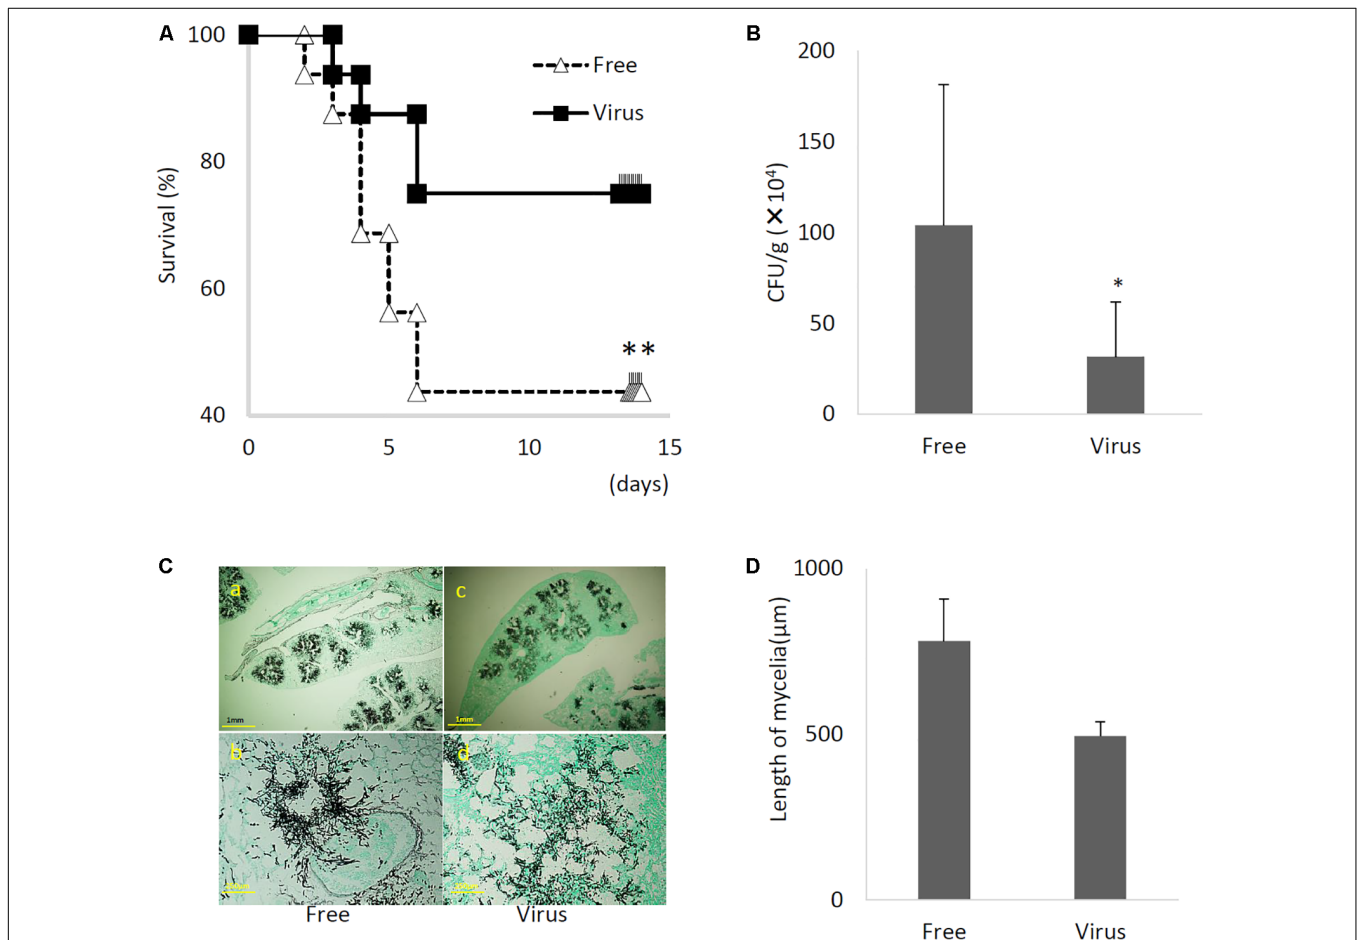 A
100
80
60
40
Survival (%)
Free
Virus
**
0 5 10 15
(days)
B
200
150
100
50
0
CFU/g (×10⁴)
*
Free Virus
C
a c
1mm 1mm
b d
Free Virus
D
1000
500
0
Length of mycelia(μm)
Free Virus